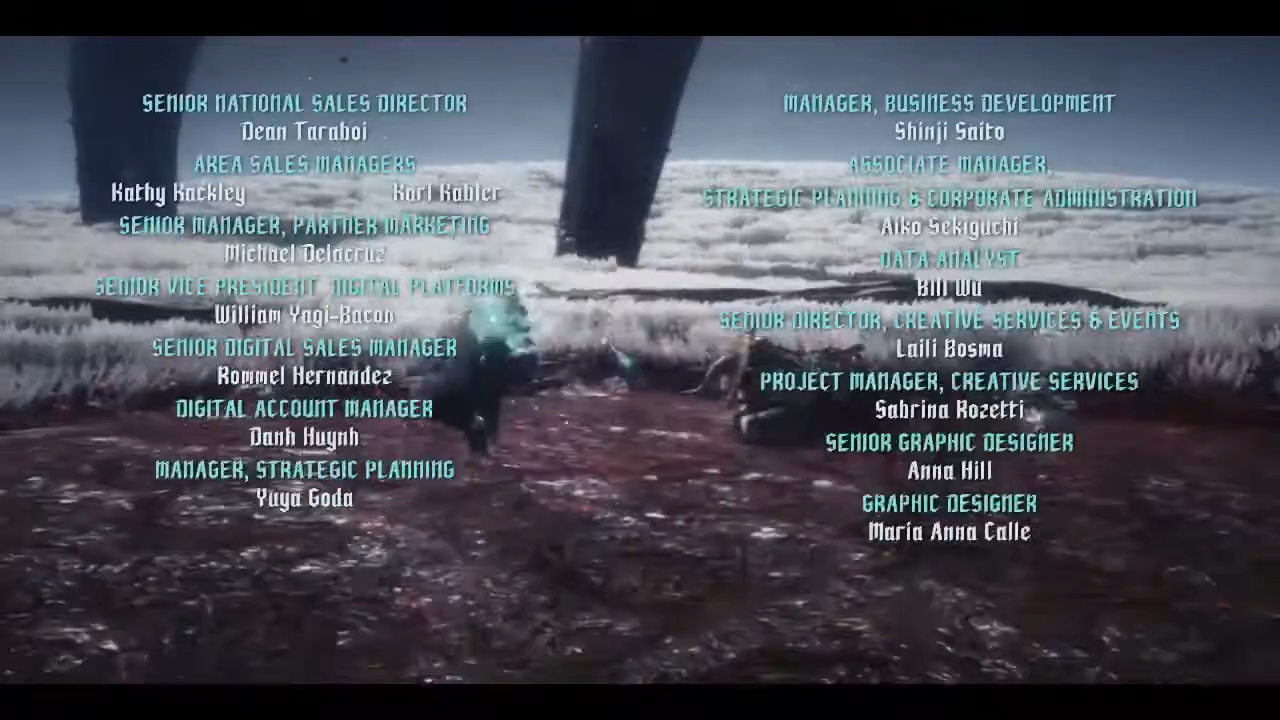 SENIOR NATIONAL SALES DIRECTOR
Dean Taraboi
AREA SALES MANAGERS
Kathy Kackley Karl Kabler
SENIOR MANAGER, PARTNER MARKETING
Michael Delacruz
SENIOR VICE PRESIDENT DIGITAL PLATFORMS
William Yagi-Bacon
SENIOR DIGITAL SALES MANAGER
Rommel Hernandez
DIGITAL ACCOUNT MANAGER
Danh Huynh
MANAGER, STRATEGIC PLANNING
Yuya Goda
MANAGER, BUSINESS DEVELOPMENT
Shinji Saito
ASSOCIATE MANAGER,
STRATEGIC PLANNING & CORPORATE ADMINISTRATION
Aiko Sekiguchi
DATA ANALYST
Bill Wu
SENIOR DIRECTOR, CREATIVE SERVICES & EVENTS
Laili Bosma
PROJECT MANAGER, CREATIVE SERVICES
Sabrina Rozetti
SENIOR GRAPHIC DESIGNER
Anna Hill
GRAPHIC DESIGNER
Maria Anna Calle